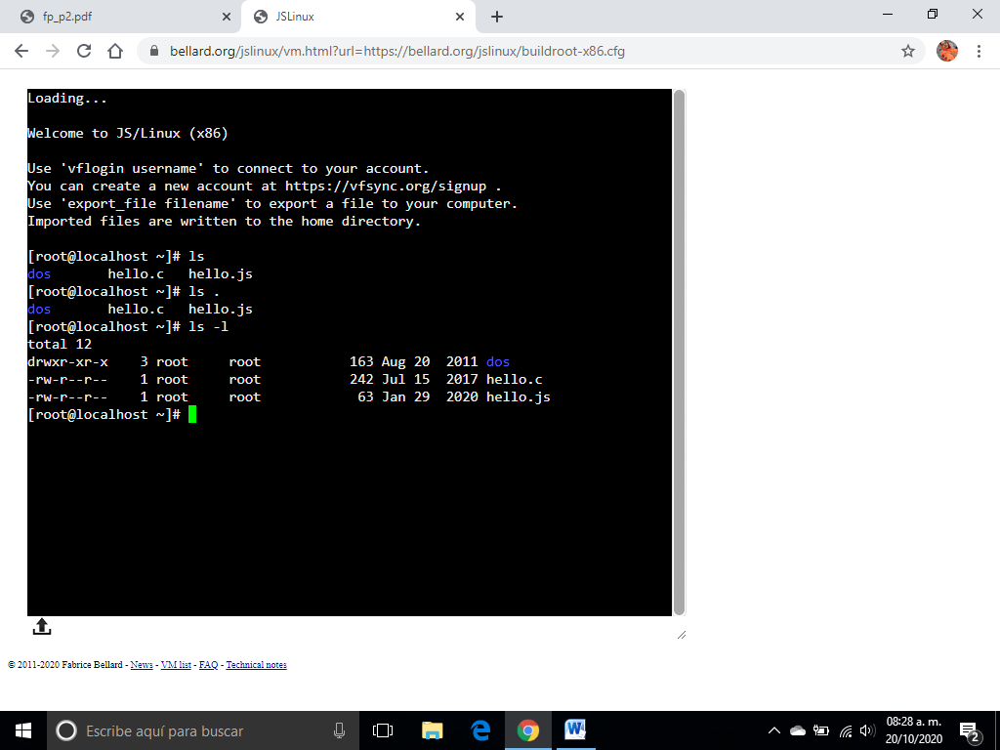 fp_p2.pdf
JSLinux
bellard.org/jslinux/vm.html?url=https://bellard.org/jslinux/buildroot-x86.cfg
Loading...
Welcome to JS/Linux (x86)
Use 'vflogin username' to connect to your account.
You can create a new account at https://vfsync.org/signup .
Use 'export_file filename' to export a file to your computer.
Imported files are written to the home directory.
[root@localhost ~]# ls
dos       hello.c   hello.js
[root@localhost ~]# ls .
dos       hello.c   hello.js
[root@localhost ~]# ls -l
total 12
drwxr-xr-x    3 root     root           163 Aug 20  2011 dos
-rw-r--r--    1 root     root           242 Jul 15  2017 hello.c
-rw-r--r--    1 root     root            63 Jan 29  2020 hello.js
[root@localhost ~]#
© 2011-2020 Fabrice Bellard - News - VM list - FAQ - Technical notes
Escribe aquí para buscar
08:28 a. m.
20/10/2020
2